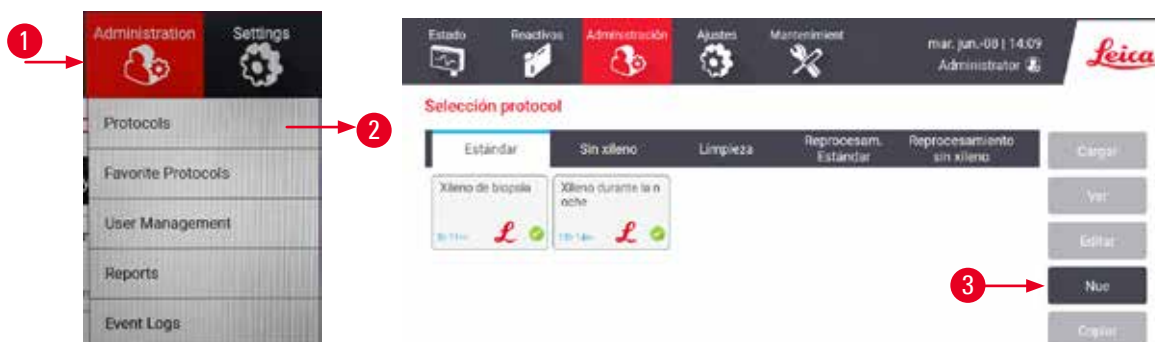 1
Administration
Settings
Protocols
2
Favorite Protocols
User Management
Reports
Event Logs
Estado
Reactivos
Administración
Ajustes
Mantenimient
mar. jun.-08 | 14:09
Administrator
Leica
Selección protocol
Estándar
Sin xileno
Limpieza
Reprocesam.
Estándar
Reprocesamiento
sin xileno
Cargar
Xileno de biopsia
Xileno durante la n
oche
Ver
Editar
3
Nue
Copiar